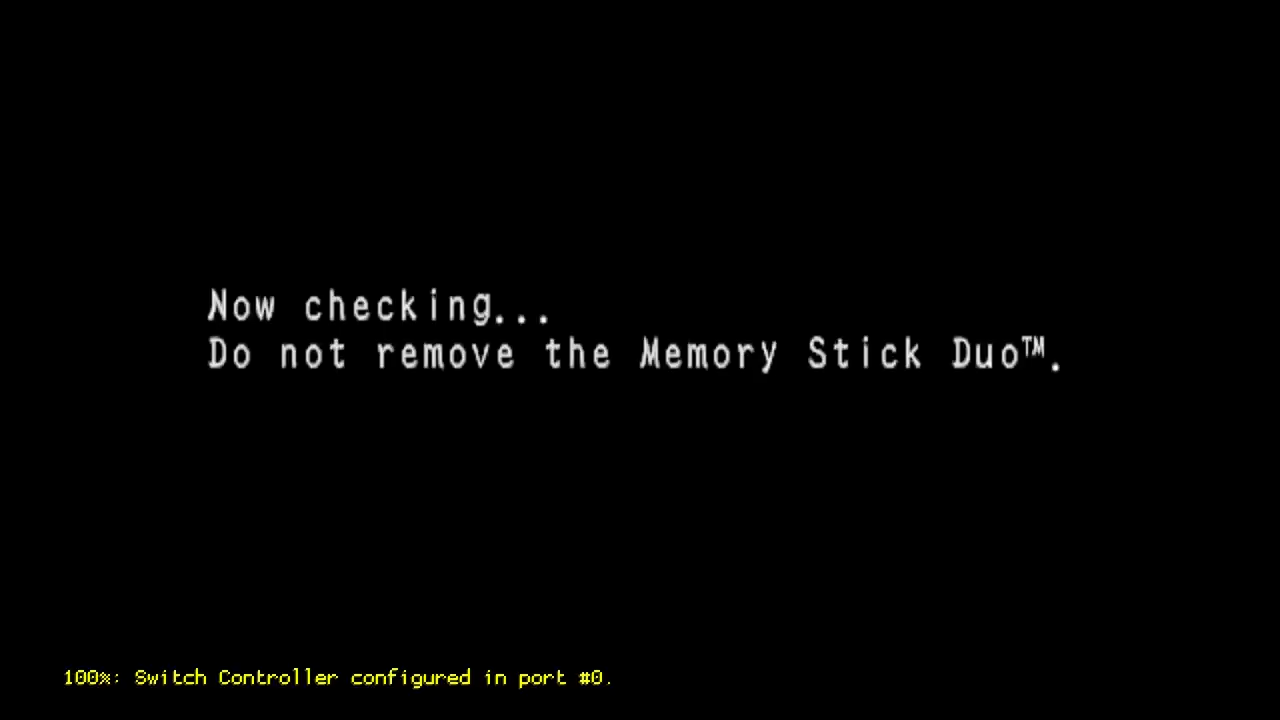 Now checking...
Do not remove the Memory Stick Duo™.
100%: Switch Controller configured in port #0.